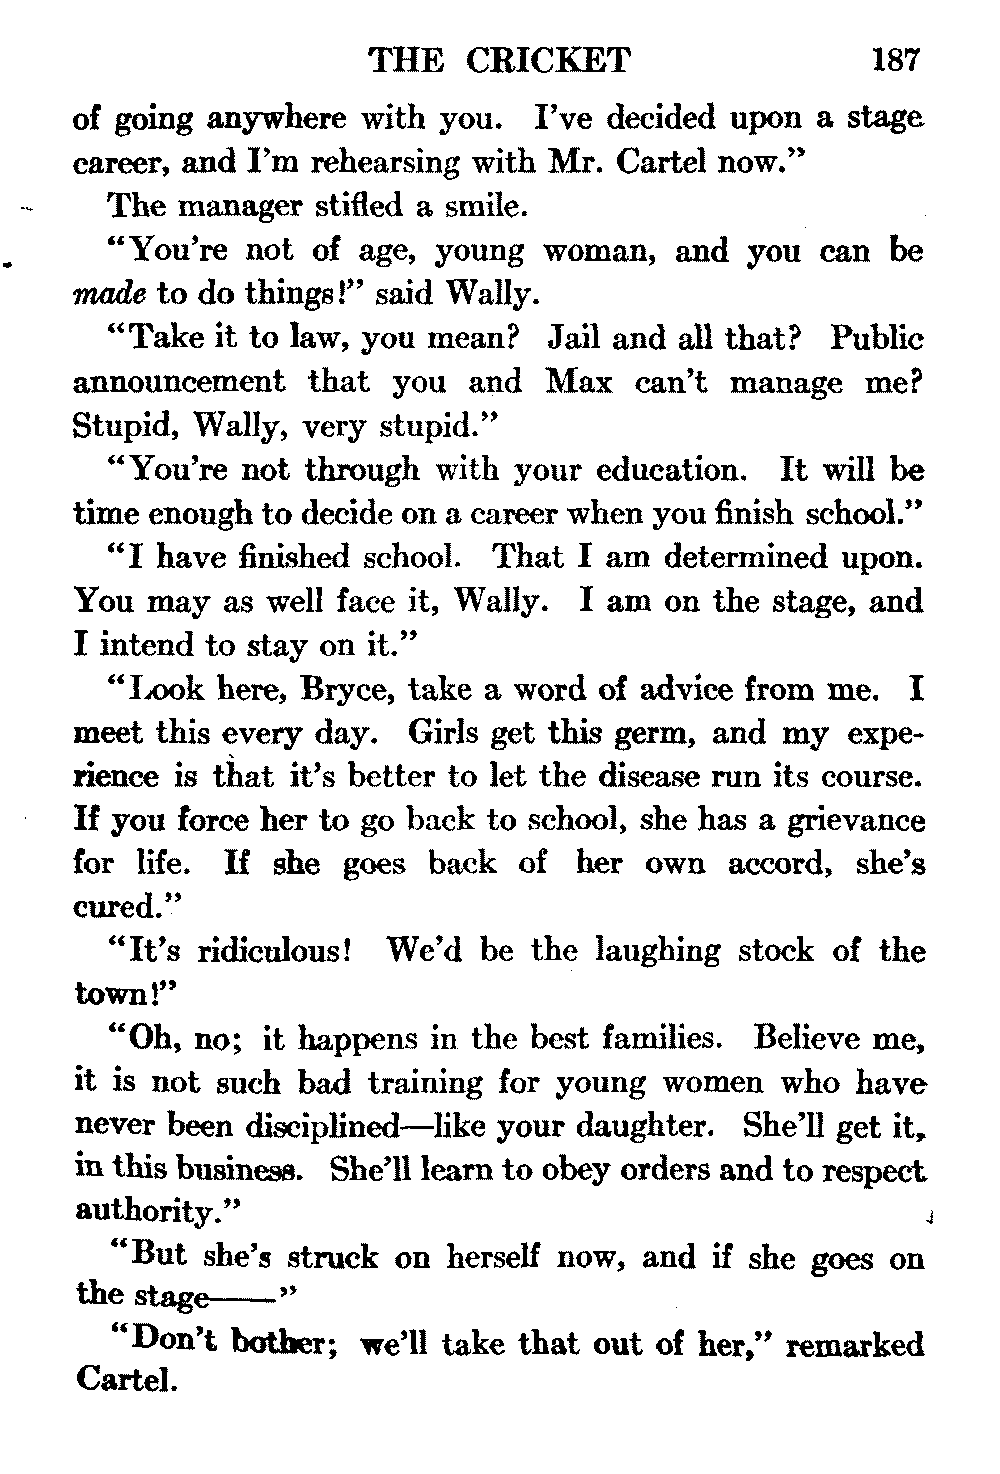 THE CRICKET 187
of going anywhere with you. I've decided upon a stage
career, and I'm rehearsing with Mr. Cartel now."
The manager stifled a smile.
"You're not of age, young woman, and you can be
made to do things!" said Wally.
"Take it to law, you mean? Jail and all that? Public
announcement that you and Max can't manage me?
Stupid, Wally, very stupid."
"You're not through with your education. It will be
time enough to decide on a career when you finish school."
"I have finished school. That I am determined upon.
You may as well face it, Wally. I am on the stage, and
I intend to stay on it."
"Look here, Bryce, take a word of advice from me. I
meet this every day. Girls get this germ, and my expe-
rience is that it's better to let the disease run its course.
If you force her to go back to school, she has a grievance
for life. If she goes back of her own accord, she's
cured."
"It's ridiculous! We'd be the laughing stock of the
town!"
"Oh, no; it happens in the best families. Believe me,
it is not such bad training for young women who have
never been disciplined—like your daughter. She'll get it,
in this business. She'll learn to obey orders and to respect
authority."
"But she's struck on herself now, and if she goes on
the stage——"
"Don't bother; we'll take that out of her," remarked
Cartel.